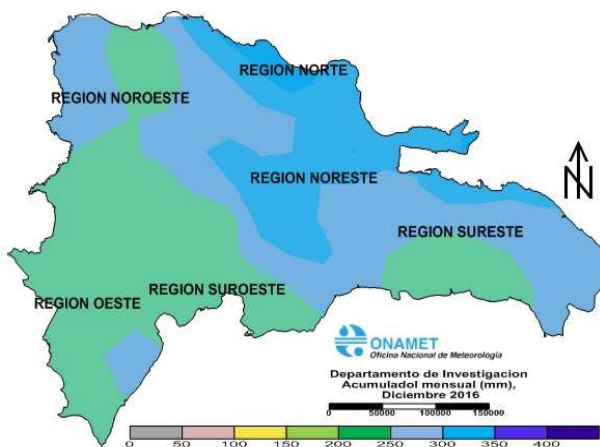 REGION NORTE
REGION NOROESTE
REGION NORESTE
N
REGION SURESTE
REGION SUROESTE
REGION OESTE
ONAMET
Oficina Nacional de Meteorología
Departamento de Investigacion
Acumuladol mensual (mm),
Diciembre 2016
0 50000 100000 150000
0 50 100 150 200 250 300 350 400